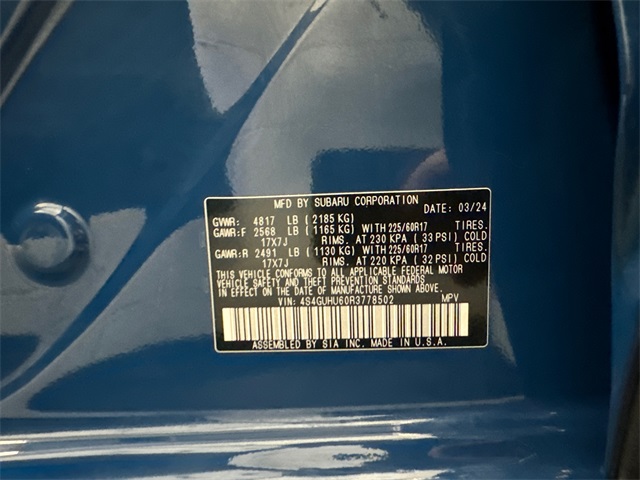 MFD BY SUBARU CORPORATION
DATE: 03/24
GVWR: 4817 LB ( 2185 KG)
GAWR:F 2568 LB ( 1165 KG) WITH 225/60R17 TIRES.
17X7J RIMS. AT 230 KPA ( 33 PSI) COLD
GAWR:R 2491 LB ( 1130 KG) WITH 225/60R17 TIRES.
17X7J RIMS. AT 220 KPA ( 32 PSI) COLD
THIS VEHICLE CONFORMS TO ALL APPLICABLE FEDERAL MOTOR
VEHICLE SAFETY AND THEFT PREVENTION STANDARDS
IN EFFECT ON THE DATE OF MANUFACTURE SHOWN ABOVE.
VIN: 4S4GUHU60R3778502 MPV
ASSEMBLED BY SIA INC. MADE IN U.S.A.